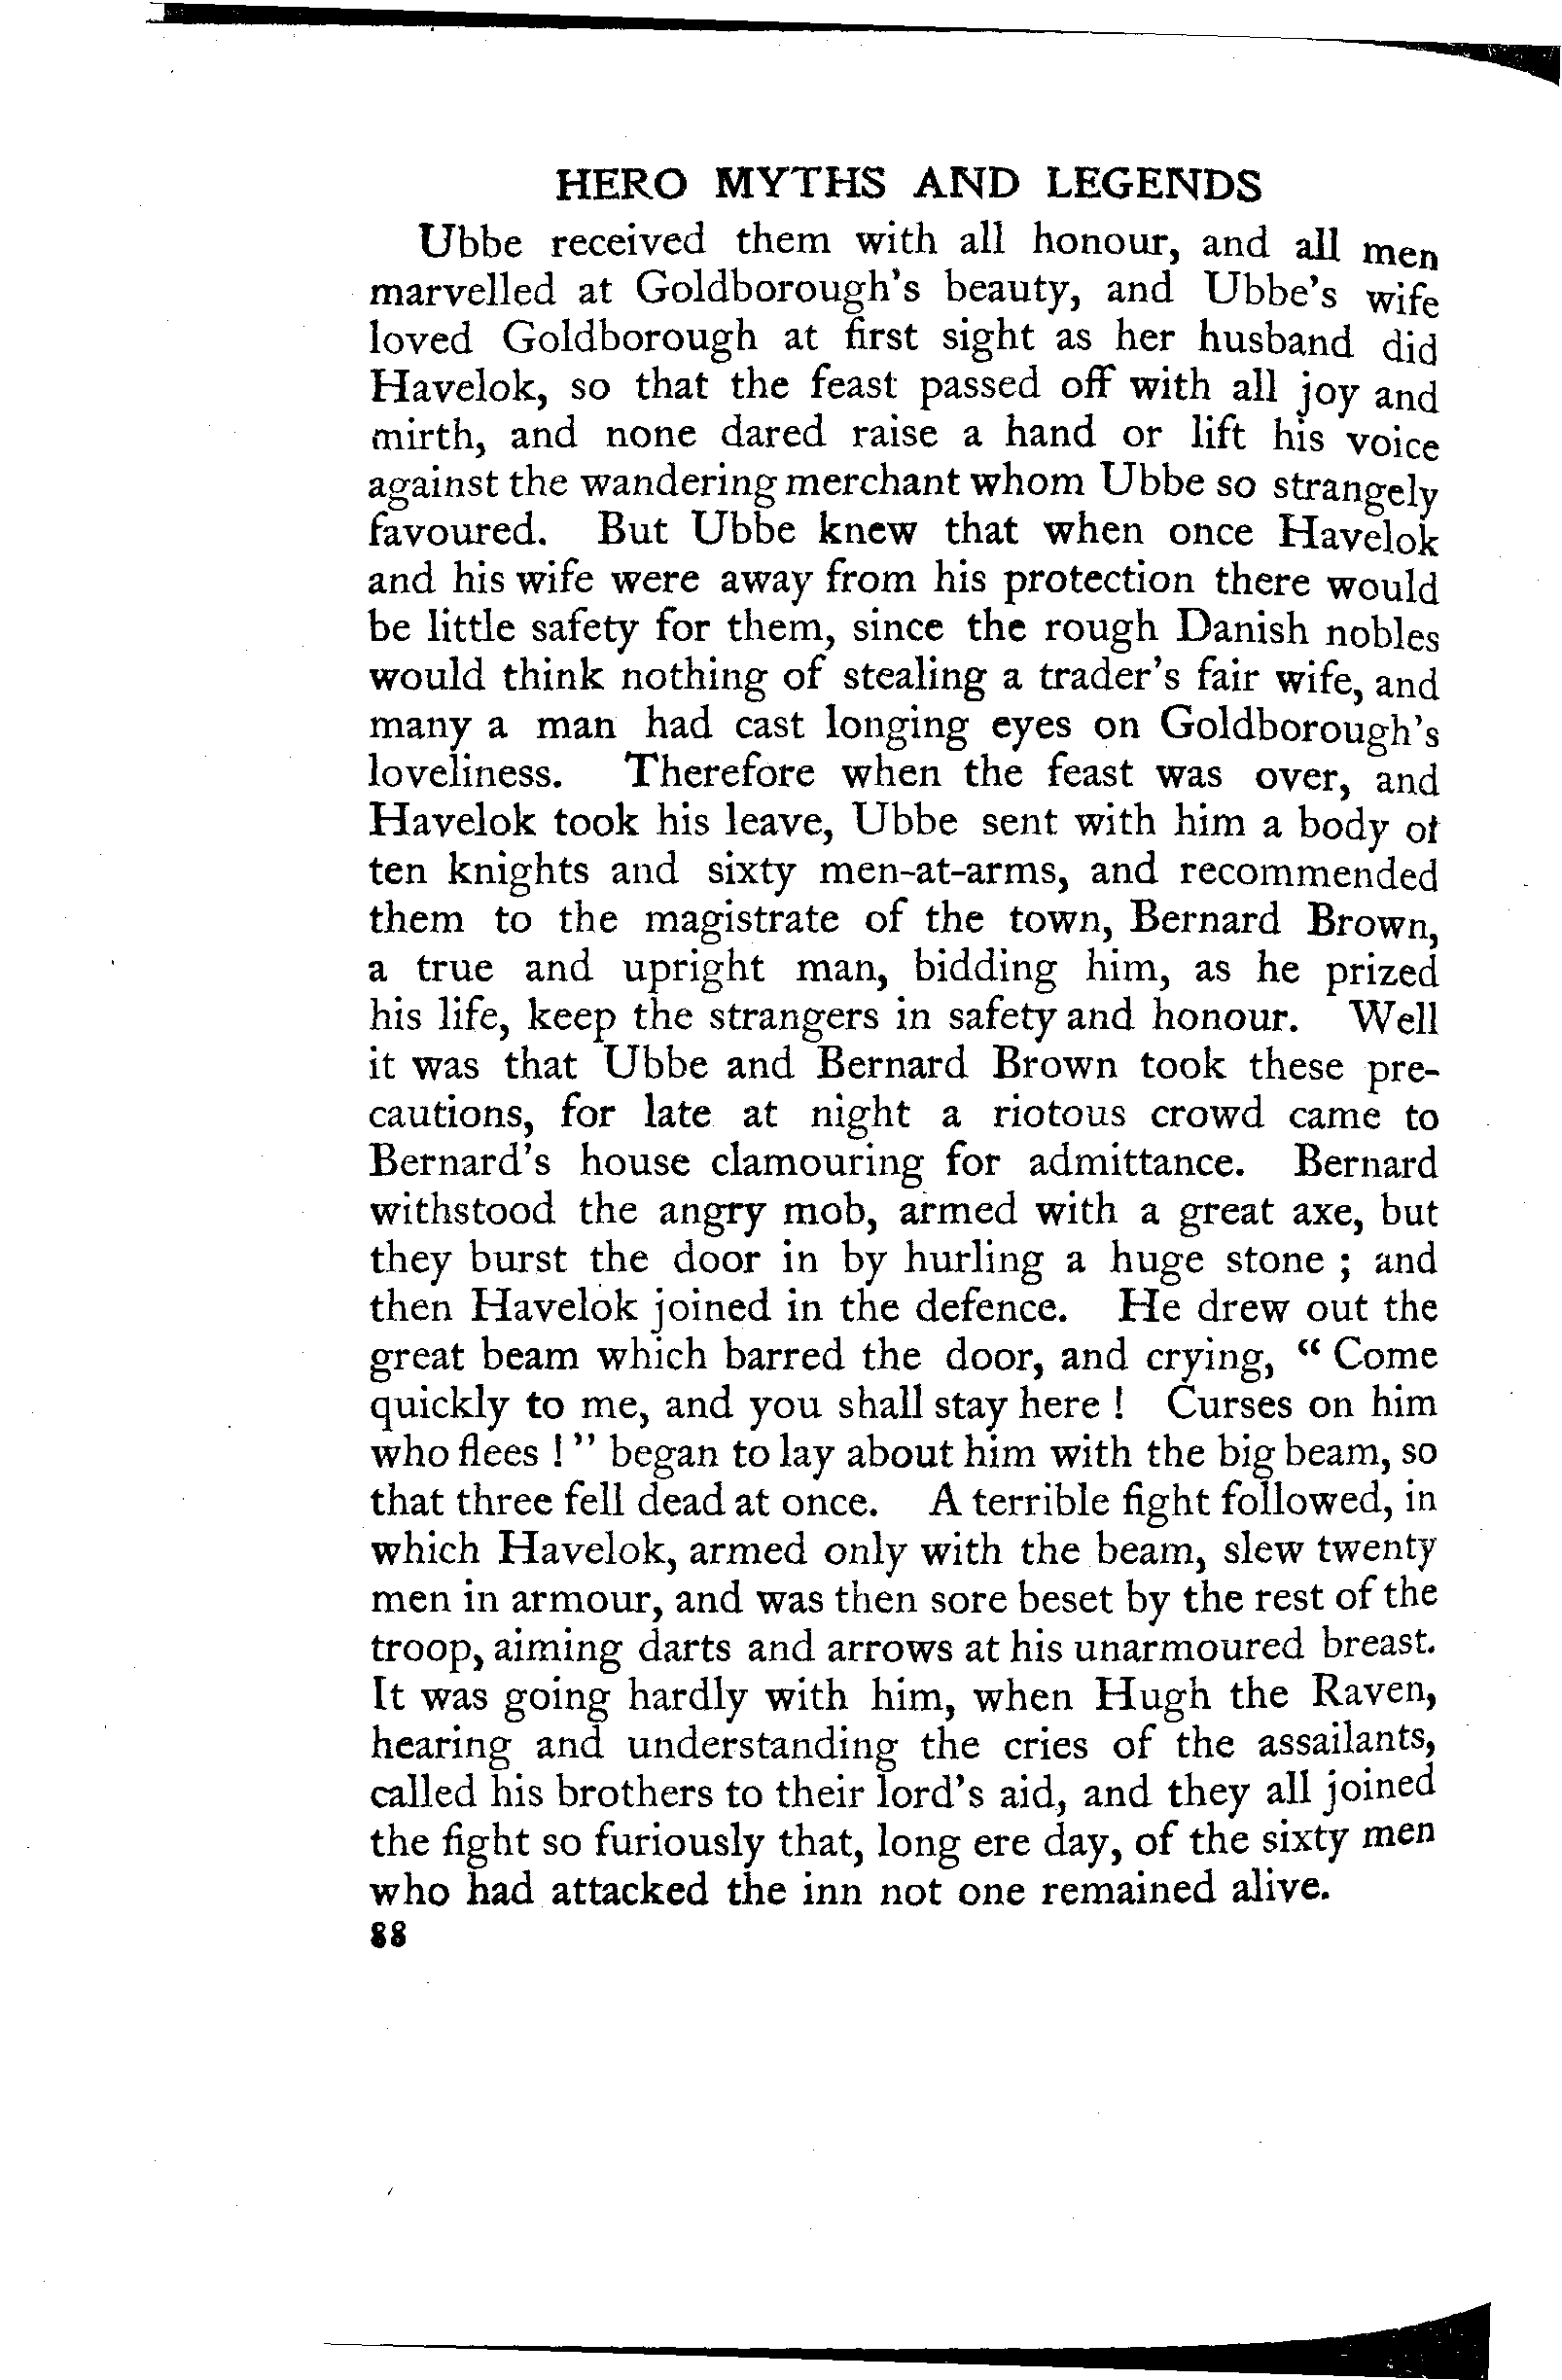 HERO MYTHS AND LEGENDS
Ubbe received them with all honour, and all men
marvelled at Goldborough's beauty, and Ubbe's wife
loved Goldborough at first sight as her husband did
Havelok, so that the feast passed off with all joy and
mirth, and none dared raise a hand or lift his voice
against the wandering merchant whom Ubbe so strangely
favoured. But Ubbe knew that when once Havelok
and his wife were away from his protection there would
be little safety for them, since the rough Danish nobles
would think nothing of stealing a trader's fair wife, and
many a man had cast longing eyes on Goldborough's
loveliness. Therefore when the feast was over, and
Havelok took his leave, Ubbe sent with him a body of
ten knights and sixty men-at-arms, and recommended
them to the magistrate of the town, Bernard Brown,
a true and upright man, bidding him, as he prized
his life, keep the strangers in safety and honour. Well
it was that Ubbe and Bernard Brown took these pre-
cautions, for late at night a riotous crowd came to
Bernard's house clamouring for admittance. Bernard
withstood the angry mob, armed with a great axe, but
they burst the door in by hurling a huge stone ; and
then Havelok joined in the defence. He drew out the
great beam which barred the door, and crying, “ Come
quickly to me, and you shall stay here ! Curses on him
who flees ! ” began to lay about him with the big beam, so
that three fell dead at once. A terrible fight followed, in
which Havelok, armed only with the beam, slew twenty
men in armour, and was then sore beset by the rest of the
troop, aiming darts and arrows at his unarmoured breast.
It was going hardly with him, when Hugh the Raven,
hearing and understanding the cries of the assailants,
called his brothers to their lord's aid, and they all joined
the fight so furiously that, long ere day, of the sixty men
who had attacked the inn not one remained alive.
88